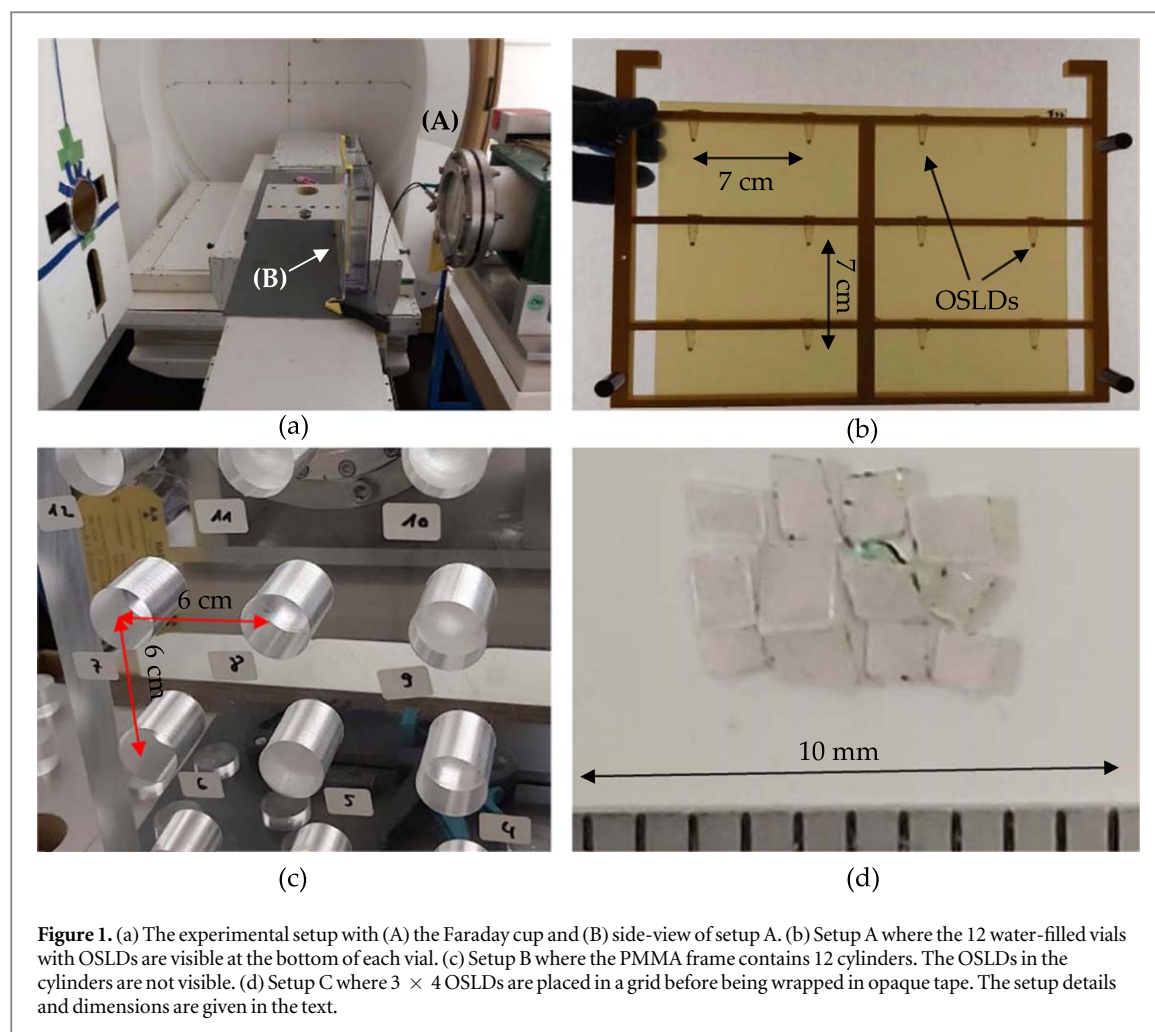 (A)
(B)
(a)
7 cm
7 cm
OSLDs
(b)
12
11
10
6 cm
6 cm
7
8
9
6
5
4
(c)
10 mm
(d)
Figure 1. (a) The experimental setup with (A) the Faraday cup and (B) side-view of setup A. (b) Setup A where the 12 water-filled vials
with OSLDs are visible at the bottom of each vial. (c) Setup B where the PMMA frame contains 12 cylinders. The OSLDs in the
cylinders are not visible. (d) Setup C where 3 × 4 OSLDs are placed in a grid before being wrapped in opaque tape. The setup details
and dimensions are given in the text.